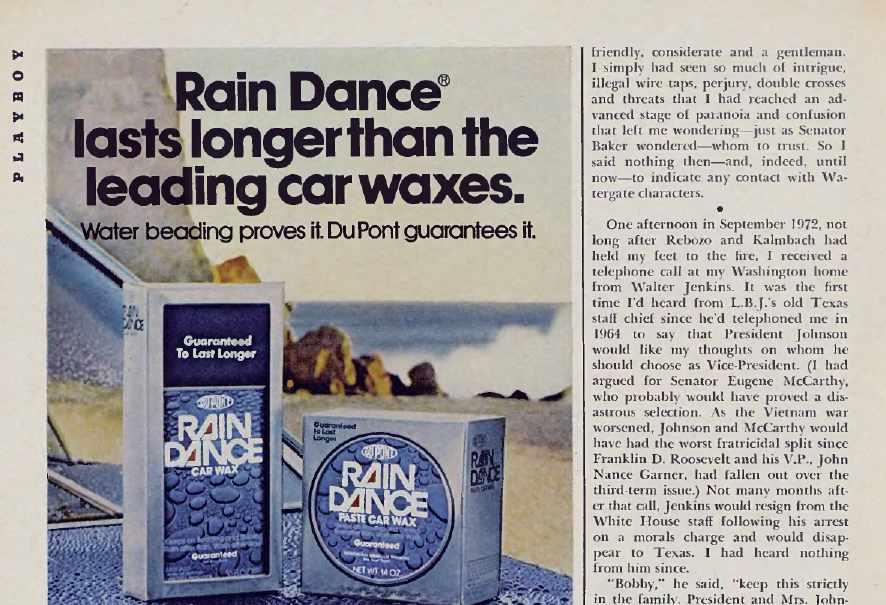 PLAYBOY
Rain Dance®
lasts longer than the
leading car waxes.
Water beading proves it. DuPont guarantees it.
Guaranteed
To Last Longer
DU PONT
RAIN
DANCE
CAR WAX
Guaranteed
Guaranteed
to Last
Longer
DU PONT
RAIN
DANCE
PASTE CAR WAX
Guaranteed
NET WT. 14 OZ.
RAIN
DANCE
friendly, considerate and a gentleman.
I simply had seen so much of intrigue,
illegal wire taps, perjury, double crosses
and threats that I had reached an ad-
vanced stage of paranoia and confusion
that left me wondering—just as Senator
Baker wondered—whom to trust. So I
said nothing then—and, indeed, until
now—to indicate any contact with Wa-
tergate characters.
•
One afternoon in September 1972, not
long after Rebozo and Kalmbach had
held my feet to the fire, I received a
telephone call at my Washington home
from Walter Jenkins. It was the first
time I'd heard from L.B.J.'s old Texas
staff chief since he'd telephoned me in
1964 to say that President Johnson
would like my thoughts on whom he
should choose as Vice-President. (I had
argued for Senator Eugene McCarthy,
who probably would have proved a dis-
astrous selection. As the Vietnam war
worsened, Johnson and McCarthy would
have had the worst fratricidal split since
Franklin D. Roosevelt and his V.P., John
Nance Garner, had fallen out over the
third-term issue.) Not many months aft-
er that call, Jenkins would resign from the
White House staff following his arrest
on a morals charge and would disap-
pear to Texas. I had heard nothing
from him since.
"Bobby," he said, "keep this strictly
in the family. President and Mrs. John-